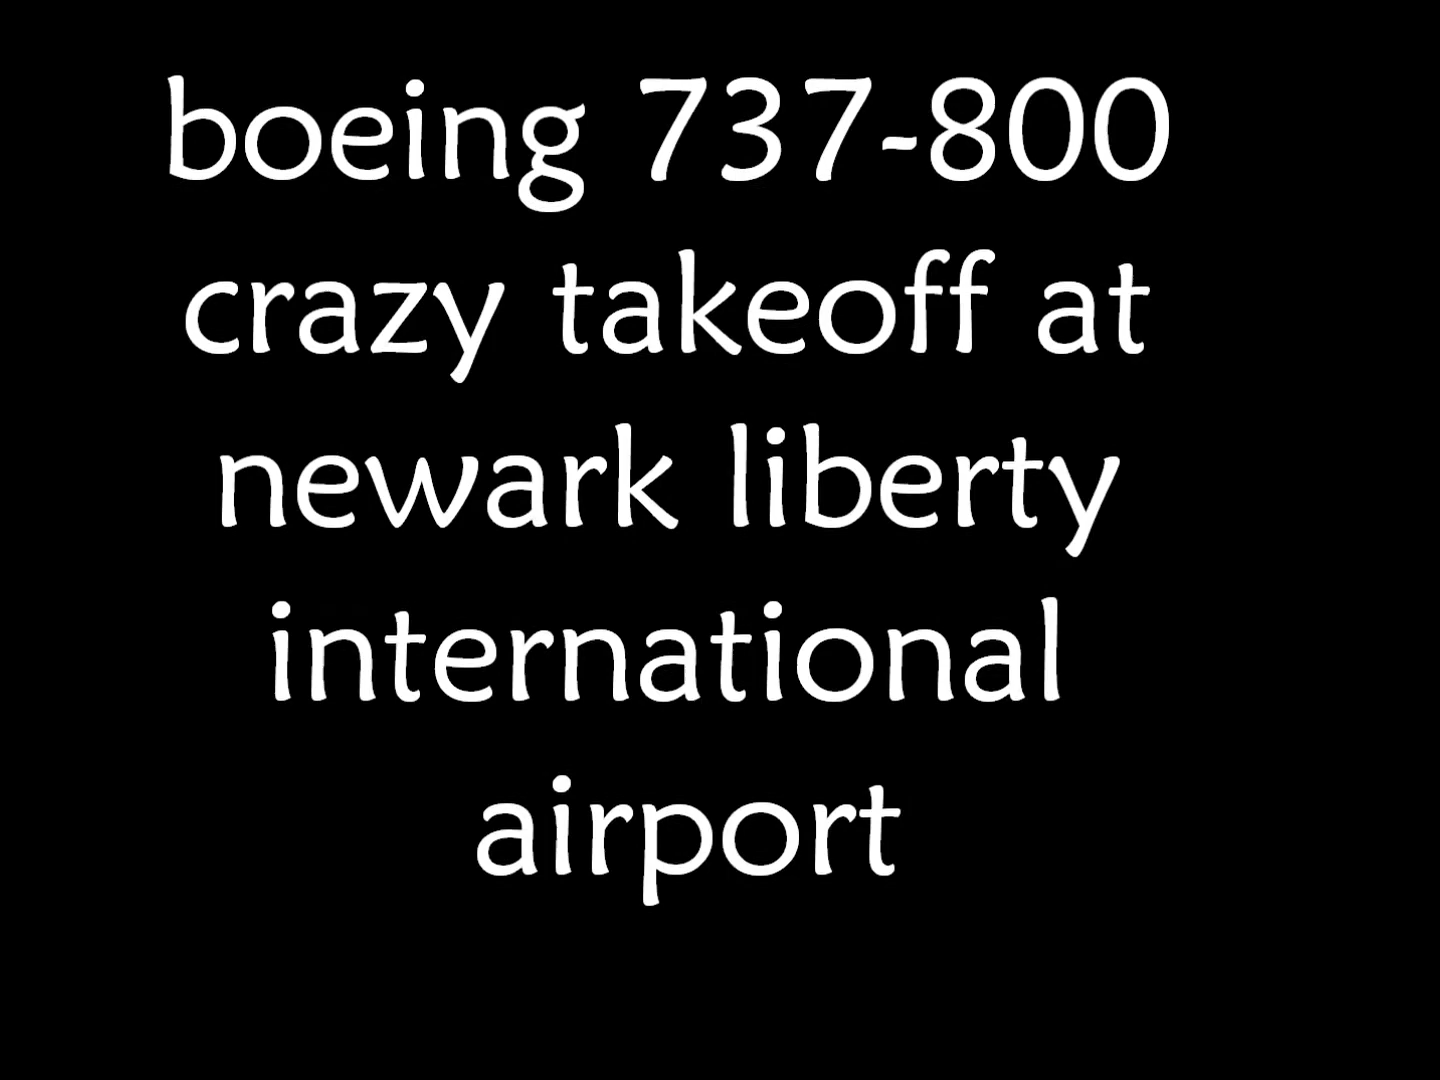 boeing 737-800
crazy takeoff at
newark liberty
international
airport